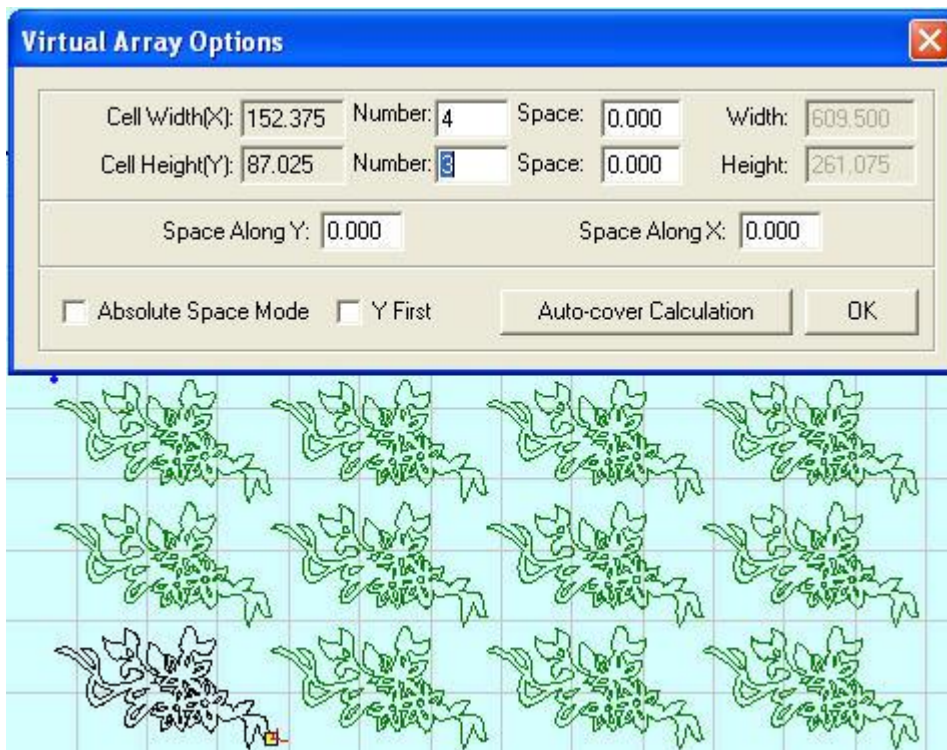 Virtual Array Options
Cell Width(X): 152.375 Number: 4 Space: 0.000 Width: 609.500
Cell Height(Y): 87.025 Number: 3 Space: 0.000 Height: 261.075
Space Along Y: 0.000 Space Along X: 0.000
Absolute Space Mode Y First Auto-cover Calculation OK